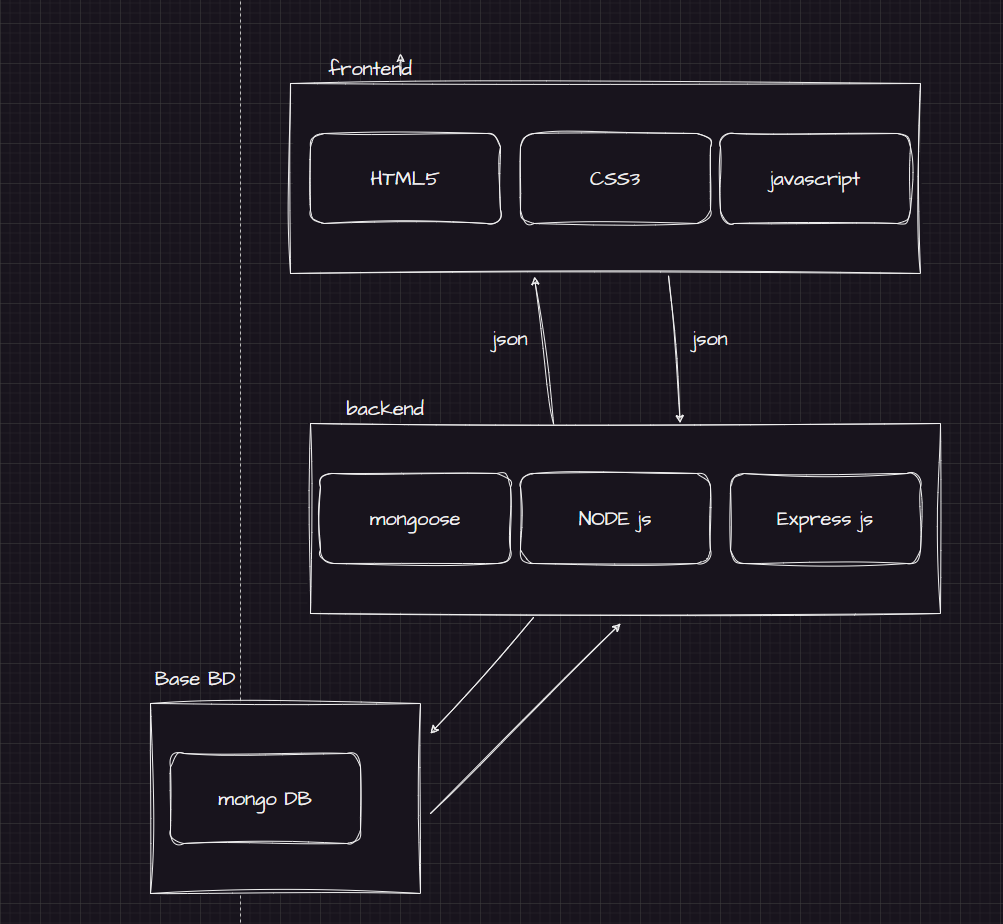 frontend
HTML5
CSS3
javascript
json
json
backend
mongoose
NODE js
Express js
Base BD
mongo DB